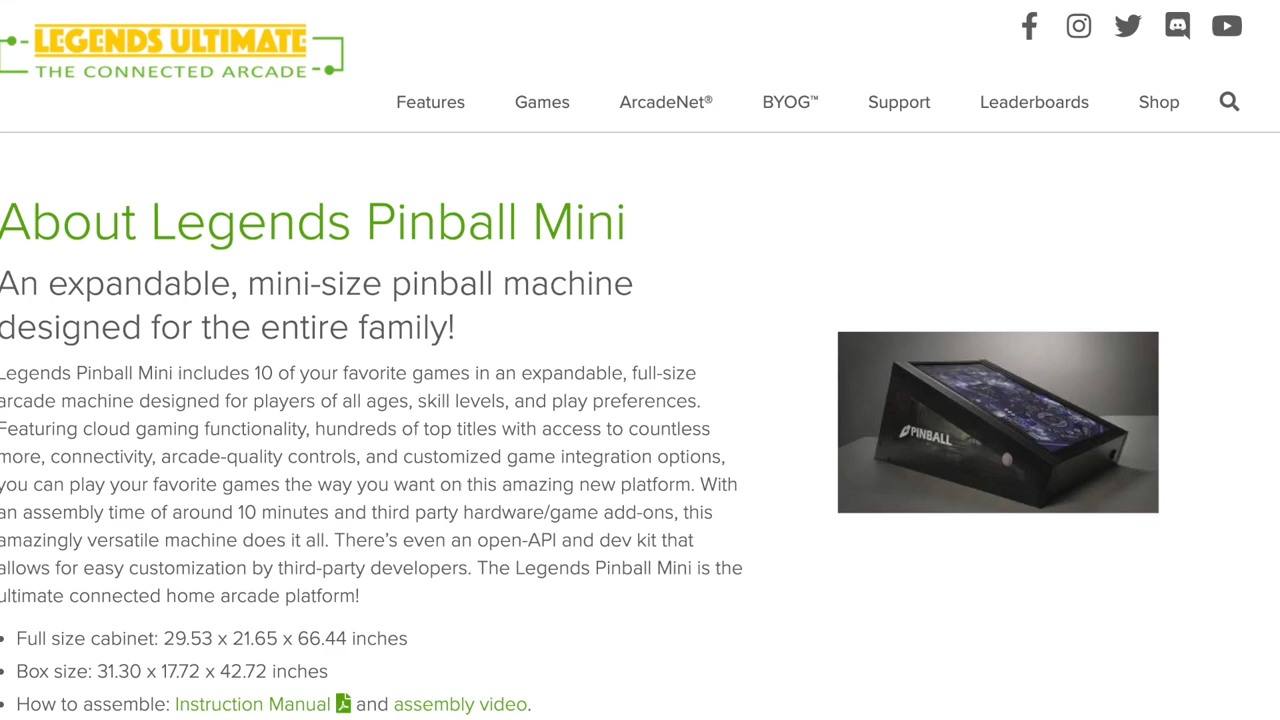 LEGENDS ULTIMATE
THE CONNECTED ARCADE
Features Games ArcadeNet® BYOG™ Support Leaderboards Shop
About Legends Pinball Mini
An expandable, mini-size pinball machine
designed for the entire family!
Legends Pinball Mini includes 10 of your favorite games in an expandable, full-size
arcade machine designed for players of all ages, skill levels, and play preferences.
Featuring cloud gaming functionality, hundreds of top titles with access to countless
more, connectivity, arcade-quality controls, and customized game integration options,
you can play your favorite games the way you want on this amazing new platform. With
an assembly time of around 10 minutes and third party hardware/game add-ons, this
amazingly versatile machine does it all. There's even an open-API and dev kit that
allows for easy customization by third-party developers. The Legends Pinball Mini is the
ultimate connected home arcade platform!
PINBALL
• Full size cabinet: 29.53 x 21.65 x 66.44 inches
• Box size: 31.30 x 17.72 x 42.72 inches
• How to assemble: Instruction Manual and assembly video.